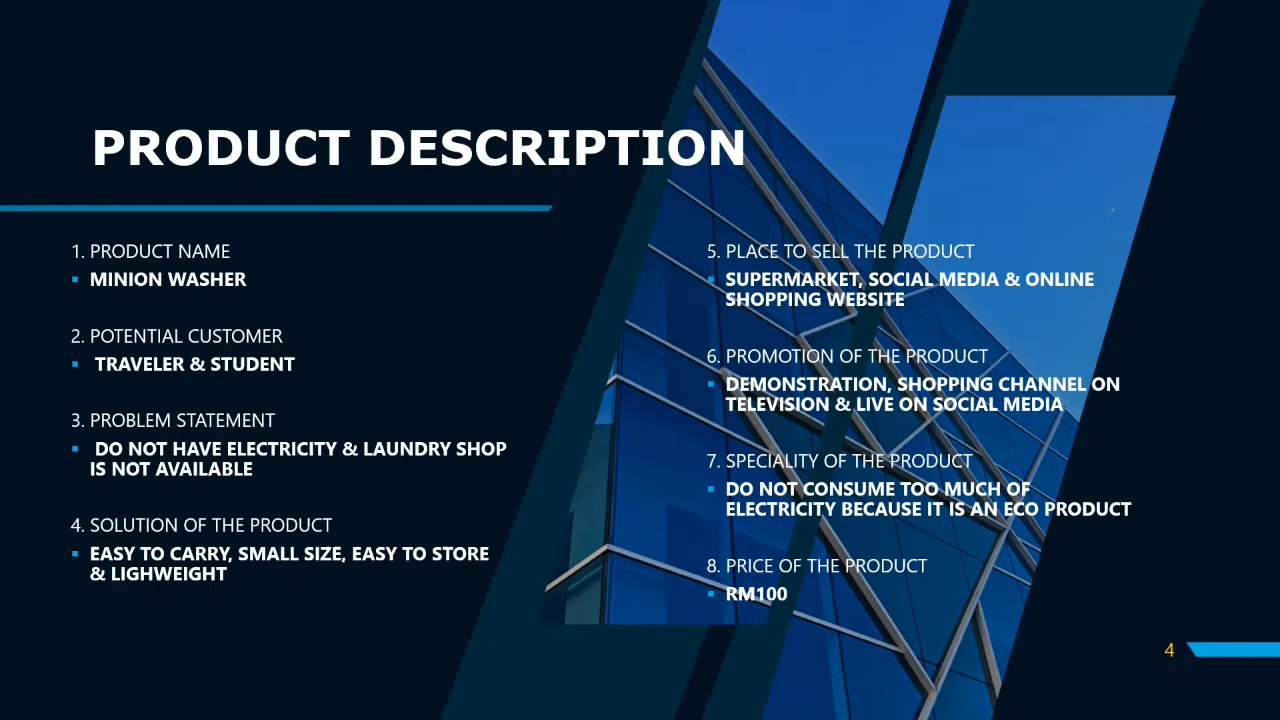 PRODUCT DESCRIPTION
1. PRODUCT NAME
MINION WASHER
2. POTENTIAL CUSTOMER
TRAVELER & STUDENT
3. PROBLEM STATEMENT
DO NOT HAVE ELECTRICITY & LAUNDRY SHOP
IS NOT AVAILABLE
4. SOLUTION OF THE PRODUCT
EASY TO CARRY, SMALL SIZE, EASY TO STORE
& LIGHWEIGHT
5. PLACE TO SELL THE PRODUCT
SUPERMARKET, SOCIAL MEDIA & ONLINE
SHOPPING WEBSITE
6. PROMOTION OF THE PRODUCT
DEMONSTRATION, SHOPPING CHANNEL ON
TELEVISION & LIVE ON SOCIAL MEDIA
7. SPECIALITY OF THE PRODUCT
DO NOT CONSUME TOO MUCH OF
ELECTRICITY BECAUSE IT IS AN ECO PRODUCT
8. PRICE OF THE PRODUCT
RM100
4